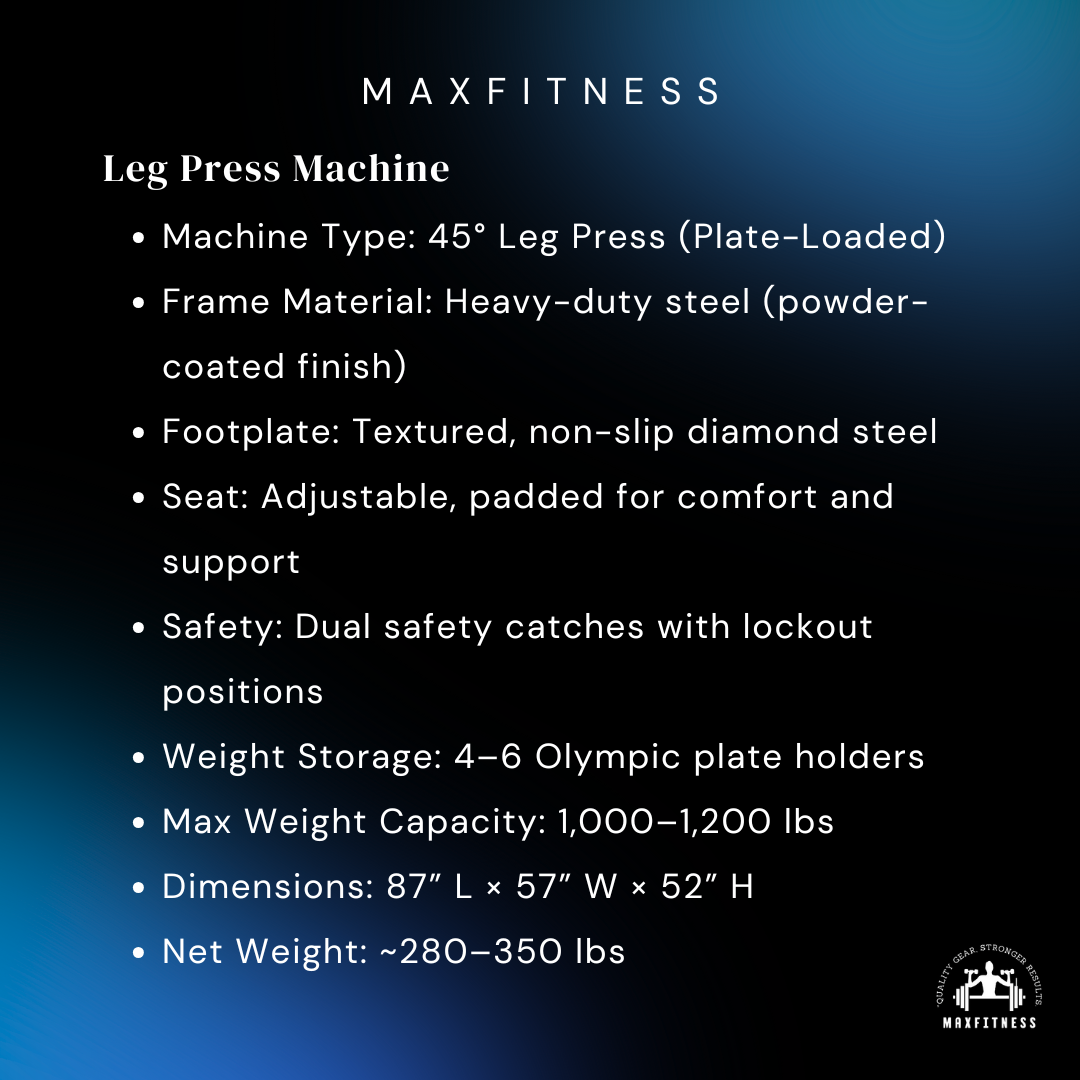 MAXFITNESS
Leg Press Machine
• Machine Type: 45° Leg Press (Plate-Loaded)
• Frame Material: Heavy-duty steel (powder-
coated finish)
• Footplate: Textured, non-slip diamond steel
• Seat: Adjustable, padded for comfort and
support
• Safety: Dual safety catches with lockout
positions
• Weight Storage: 4–6 Olympic plate holders
• Max Weight Capacity: 1,000–1,200 lbs
• Dimensions: 87” L × 57” W × 52” H
• Net Weight: ~280–350 lbs
"QUALITY GEAR. STRONGER RESULTS.
MAXFITNESS